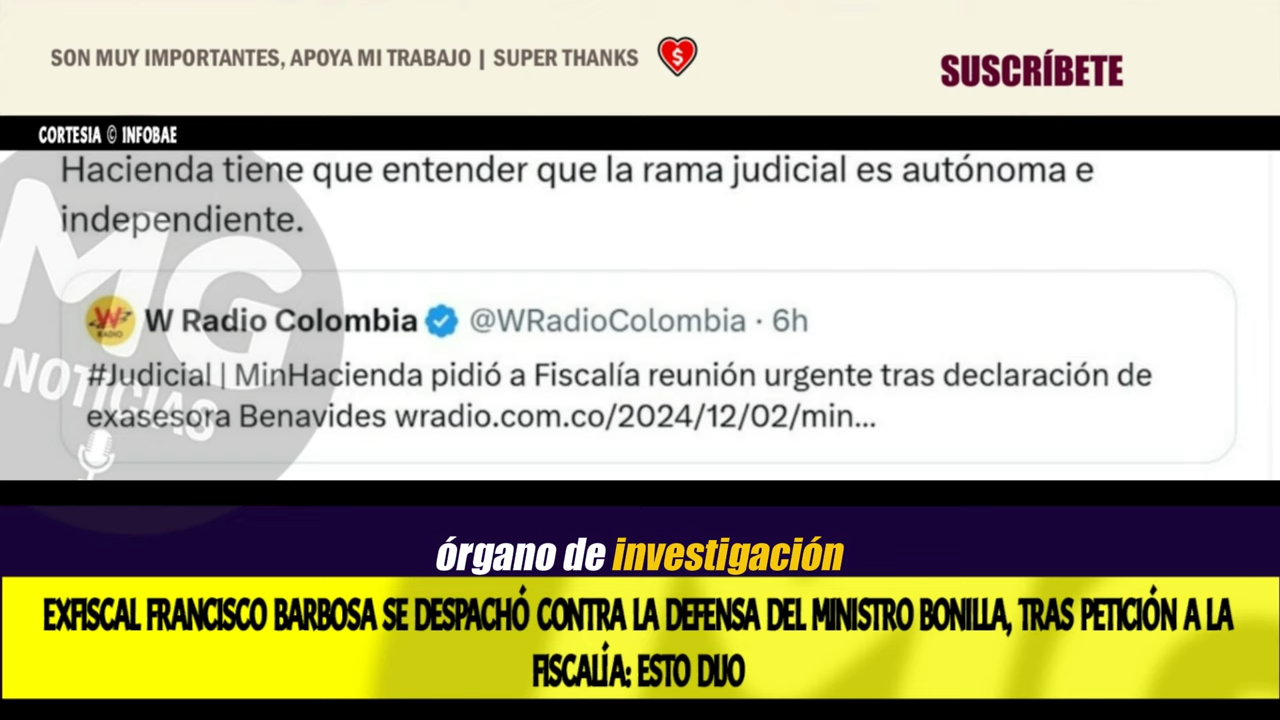 SON MUY IMPORTANTES, APOYA MI TRABAJO | SUPER THANKS
SUSCRÍBETE
CORTESIA © INFOBAE
Hacienda tiene que entender que la rama judicial es autónoma e
independiente.
W Radio Colombia @WRadioColombia · 6h
#Judicial | MinHacienda pidió a Fiscalía reunión urgente tras declaración de
exasesora Benavides wradio.com.co/2024/12/02/min...
MG
NOTICIAS
órgano de investigación
EXFISCAL FRANCISCO BARBOSA SE DESPACHÓ CONTRA LA DEFENSA DEL MINISTRO BONILLA, TRAS PETICIÓN A LA
FISCALÍA: ESTO DIJO